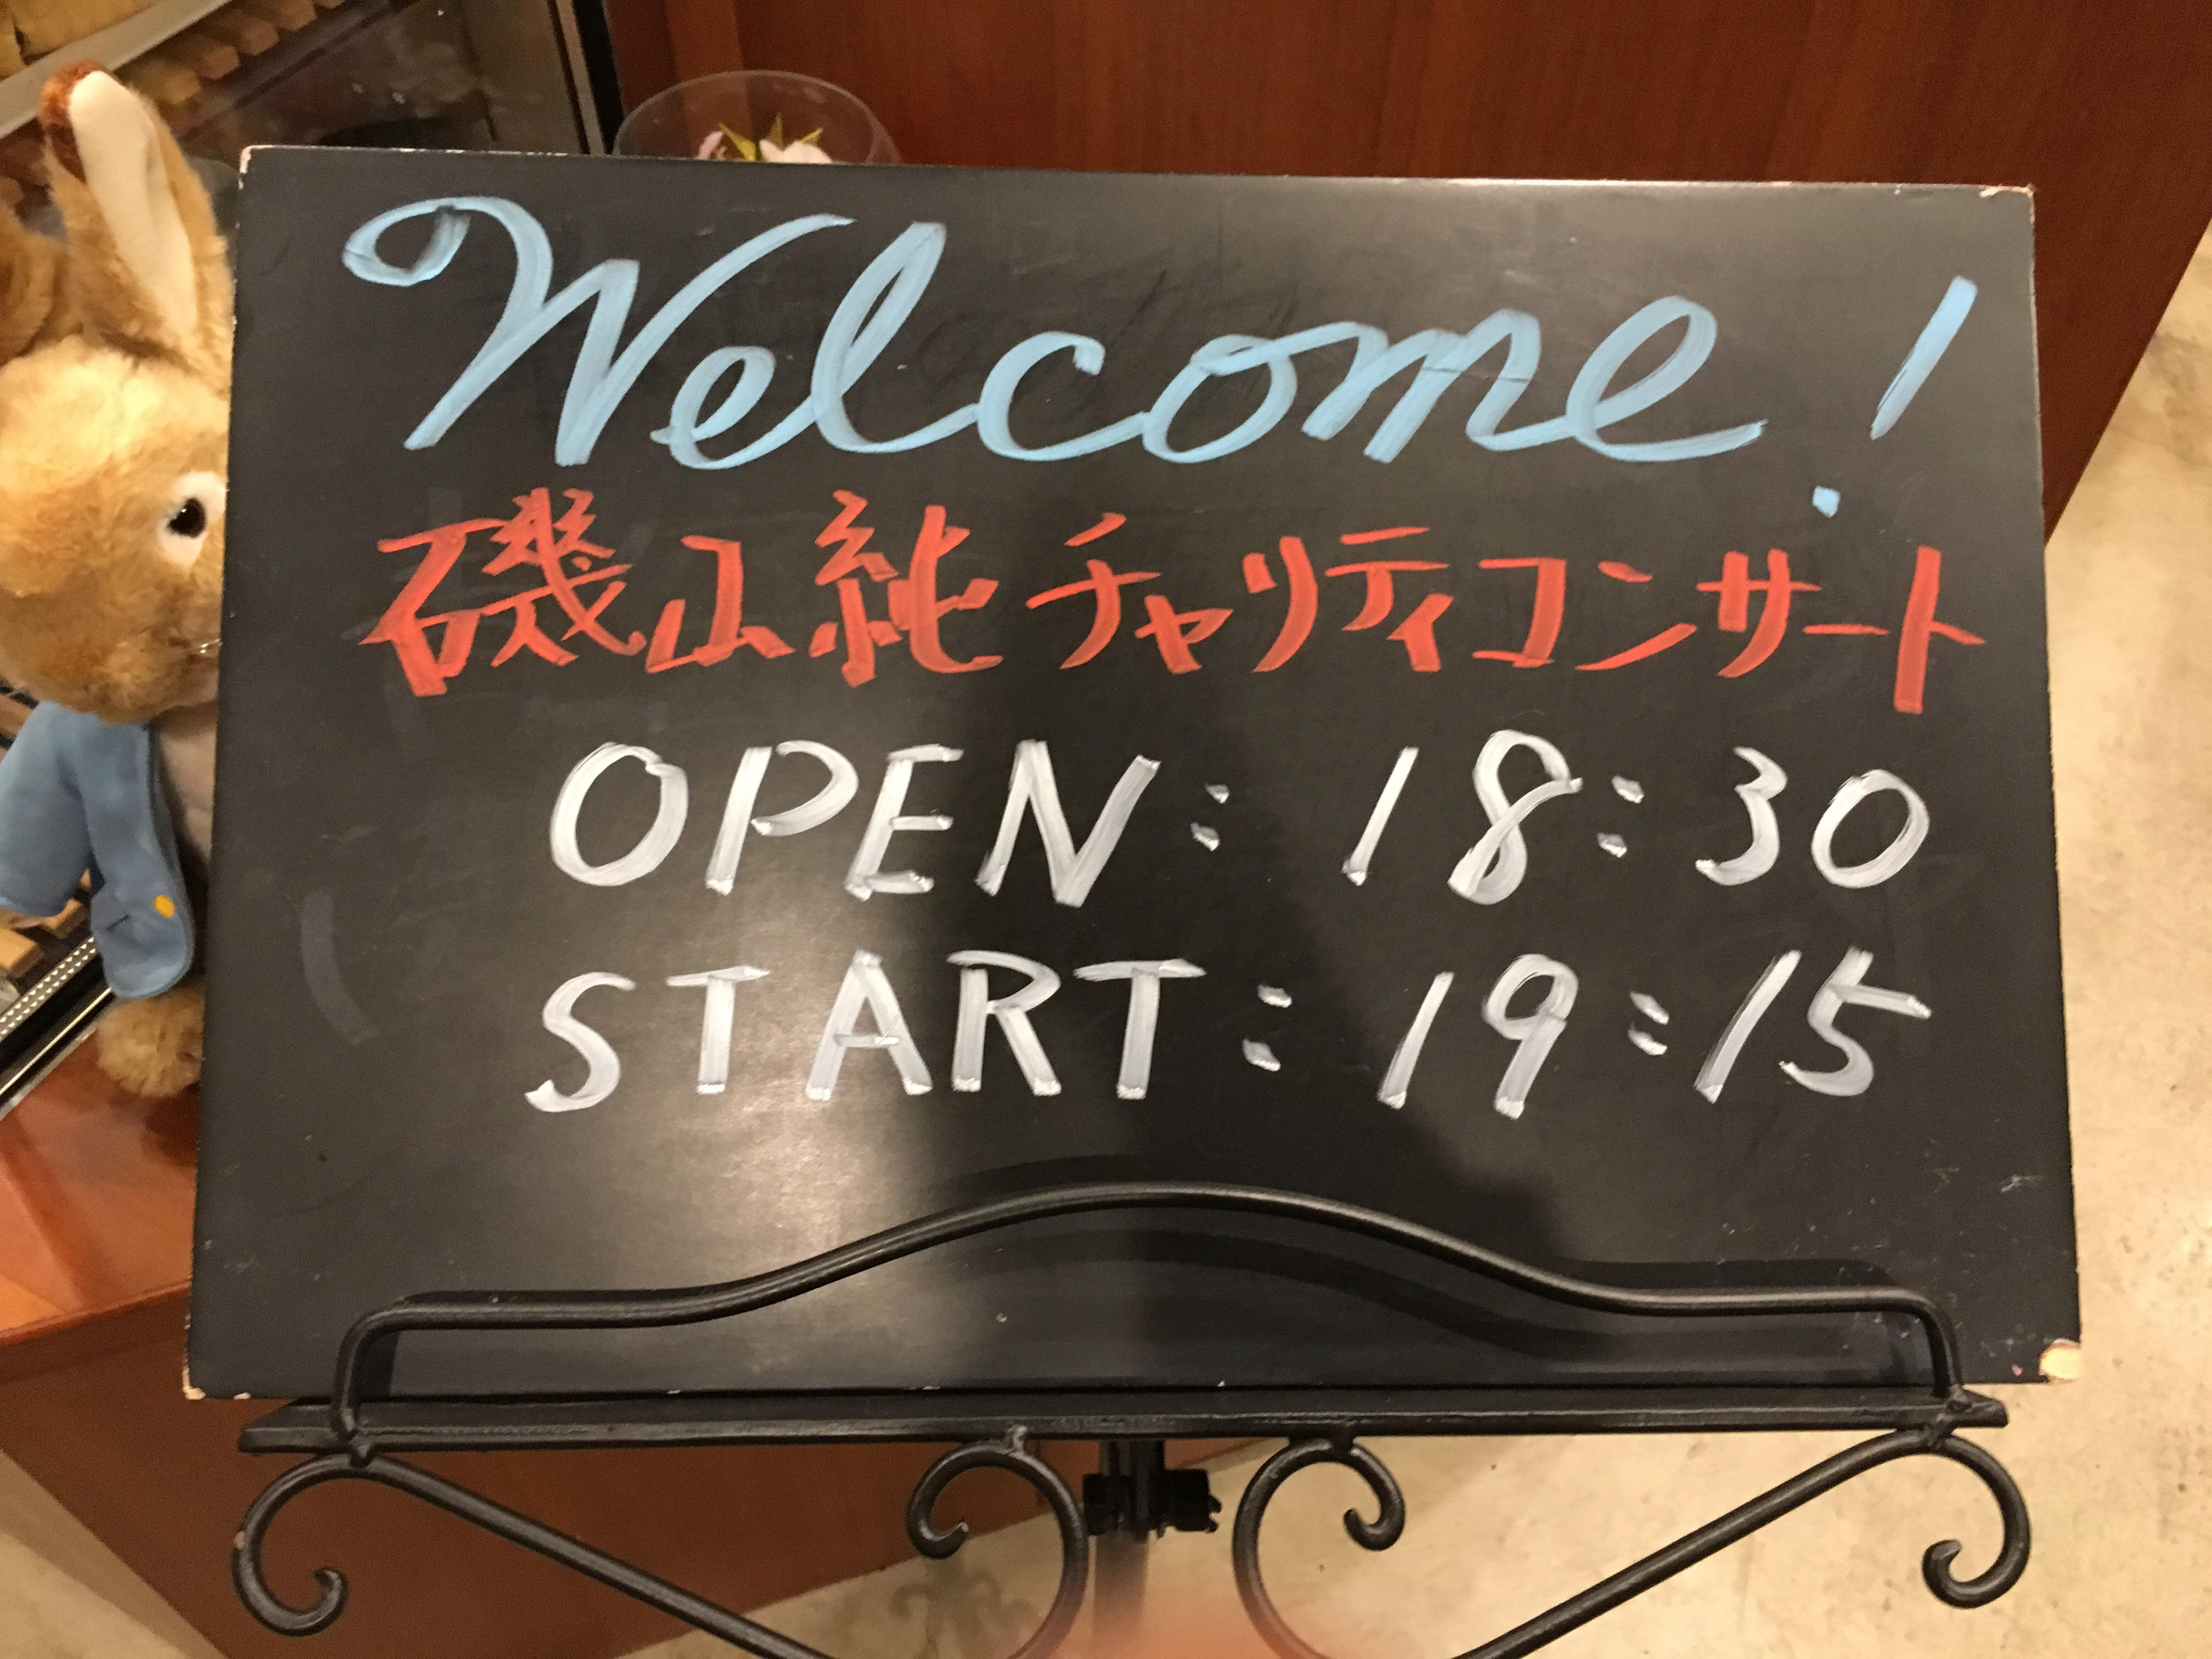 Welcome!
磯山純チャリティコンサート
OPEN: 18:30
START: 19:15